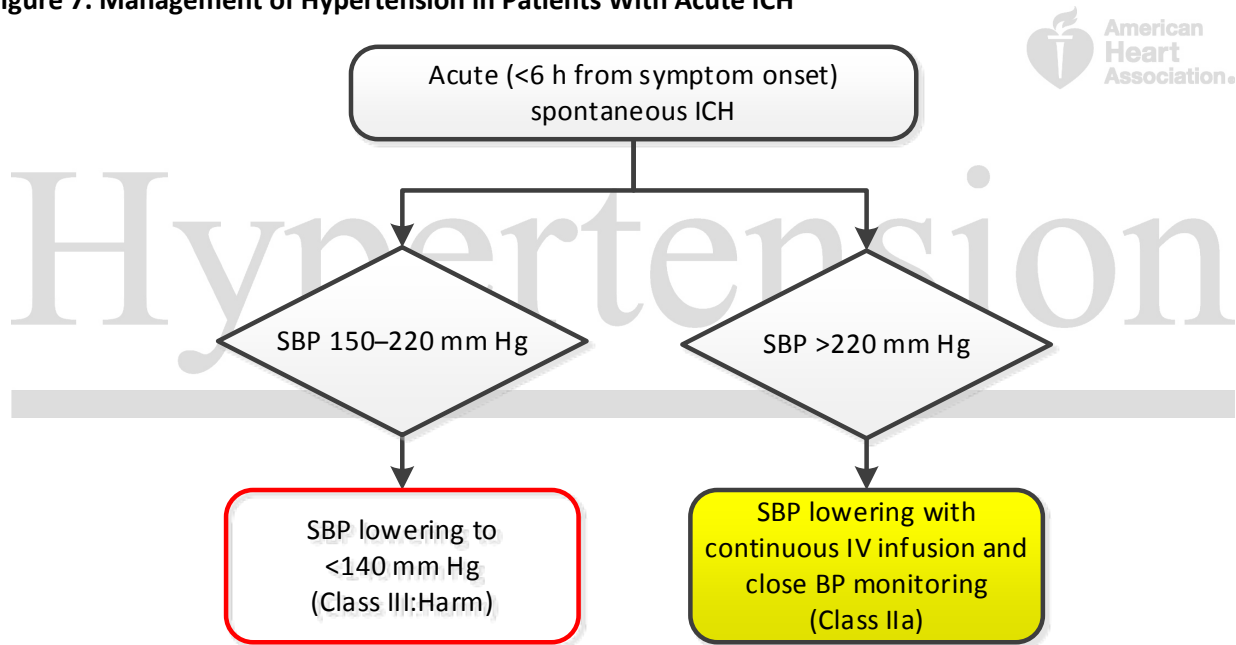 Figure 7. Management of Hypertension in Patients With Acute ICH
American
Heart
Association®
Acute (<6 h from symptom onset)
spontaneous ICH
Hypertension
SBP 150–220 mm Hg
SBP >220 mm Hg
SBP lowering to
<140 mm Hg
(Class III:Harm)
SBP lowering with
continuous IV infusion and
close BP monitoring
(Class IIa)